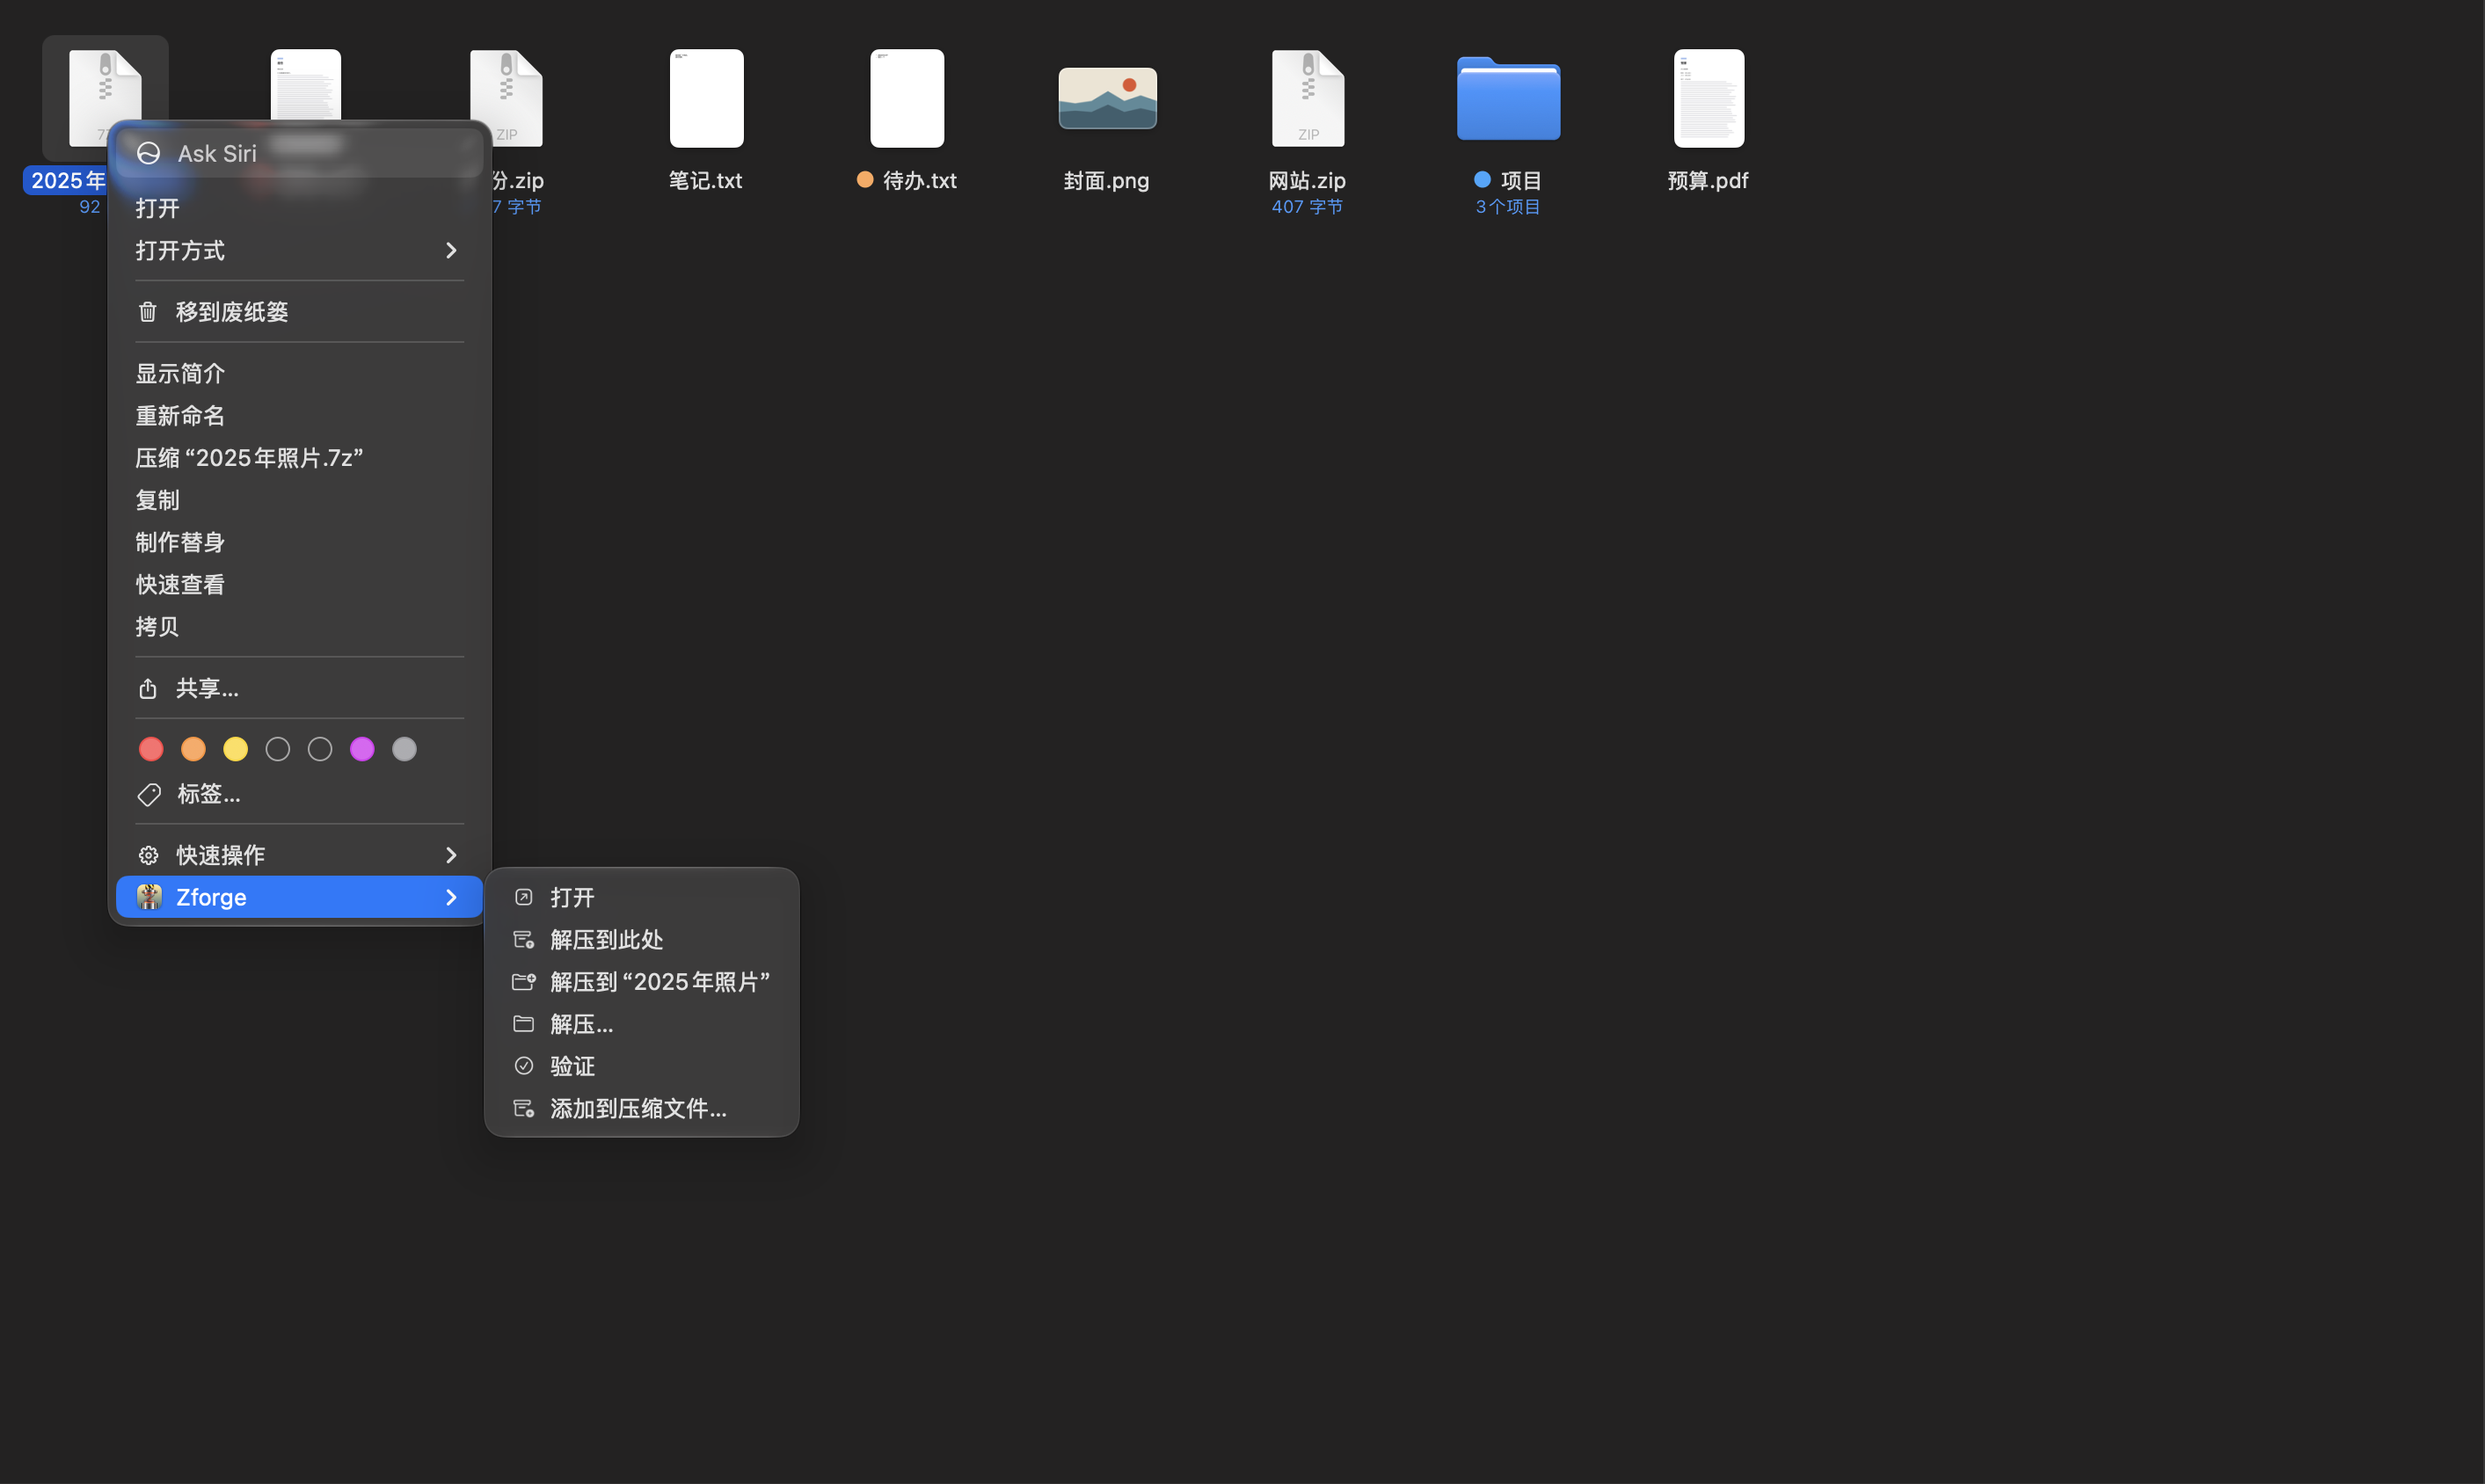 ZIP
ZIP
2025年
92
份.zip
7 字节
笔记.txt
待办.txt
封面.png
网站.zip
407 字节
项目
3个项目
预算.pdf
Ask Siri
打开
打开方式
移到废纸篓
显示简介
重新命名
压缩“2025年照片.7z”
复制
制作替身
快速查看
拷贝
共享...
标签...
快速操作
Zforge
打开
解压到此处
解压到“2025年照片”
解压...
验证
添加到压缩文件...